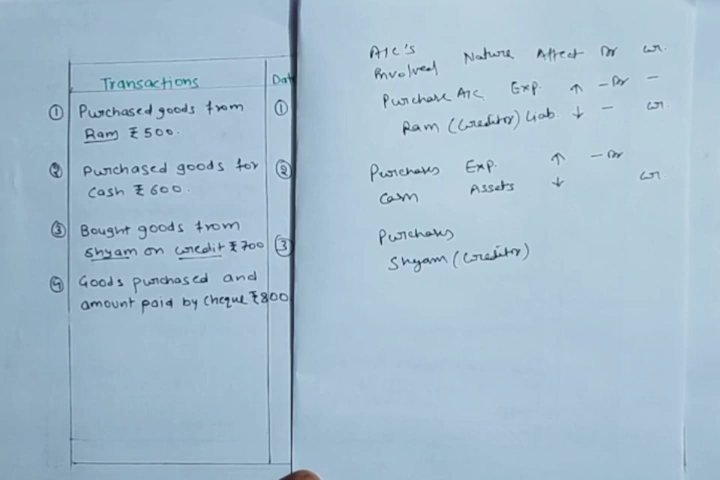 Transactions
Dat
① Purchased goods from
Ram ₹ 500.
①
② Purchased goods for
Cash ₹ 600.
②
③ Bought goods from
Shyam on credit ₹ 700
③
④ Goods purchased and
amount paid by cheque ₹ 800
A/c's
Involved Nature Affect Dr Cr.
Purchase A/c Exp. ↑ - Dr -
Ram (Creditor) Liab. ↓ - Cr.
Purchases Exp. ↑ - Dr
Cash Assets ↓ Cr.
Purchases
Shyam (Creditor)